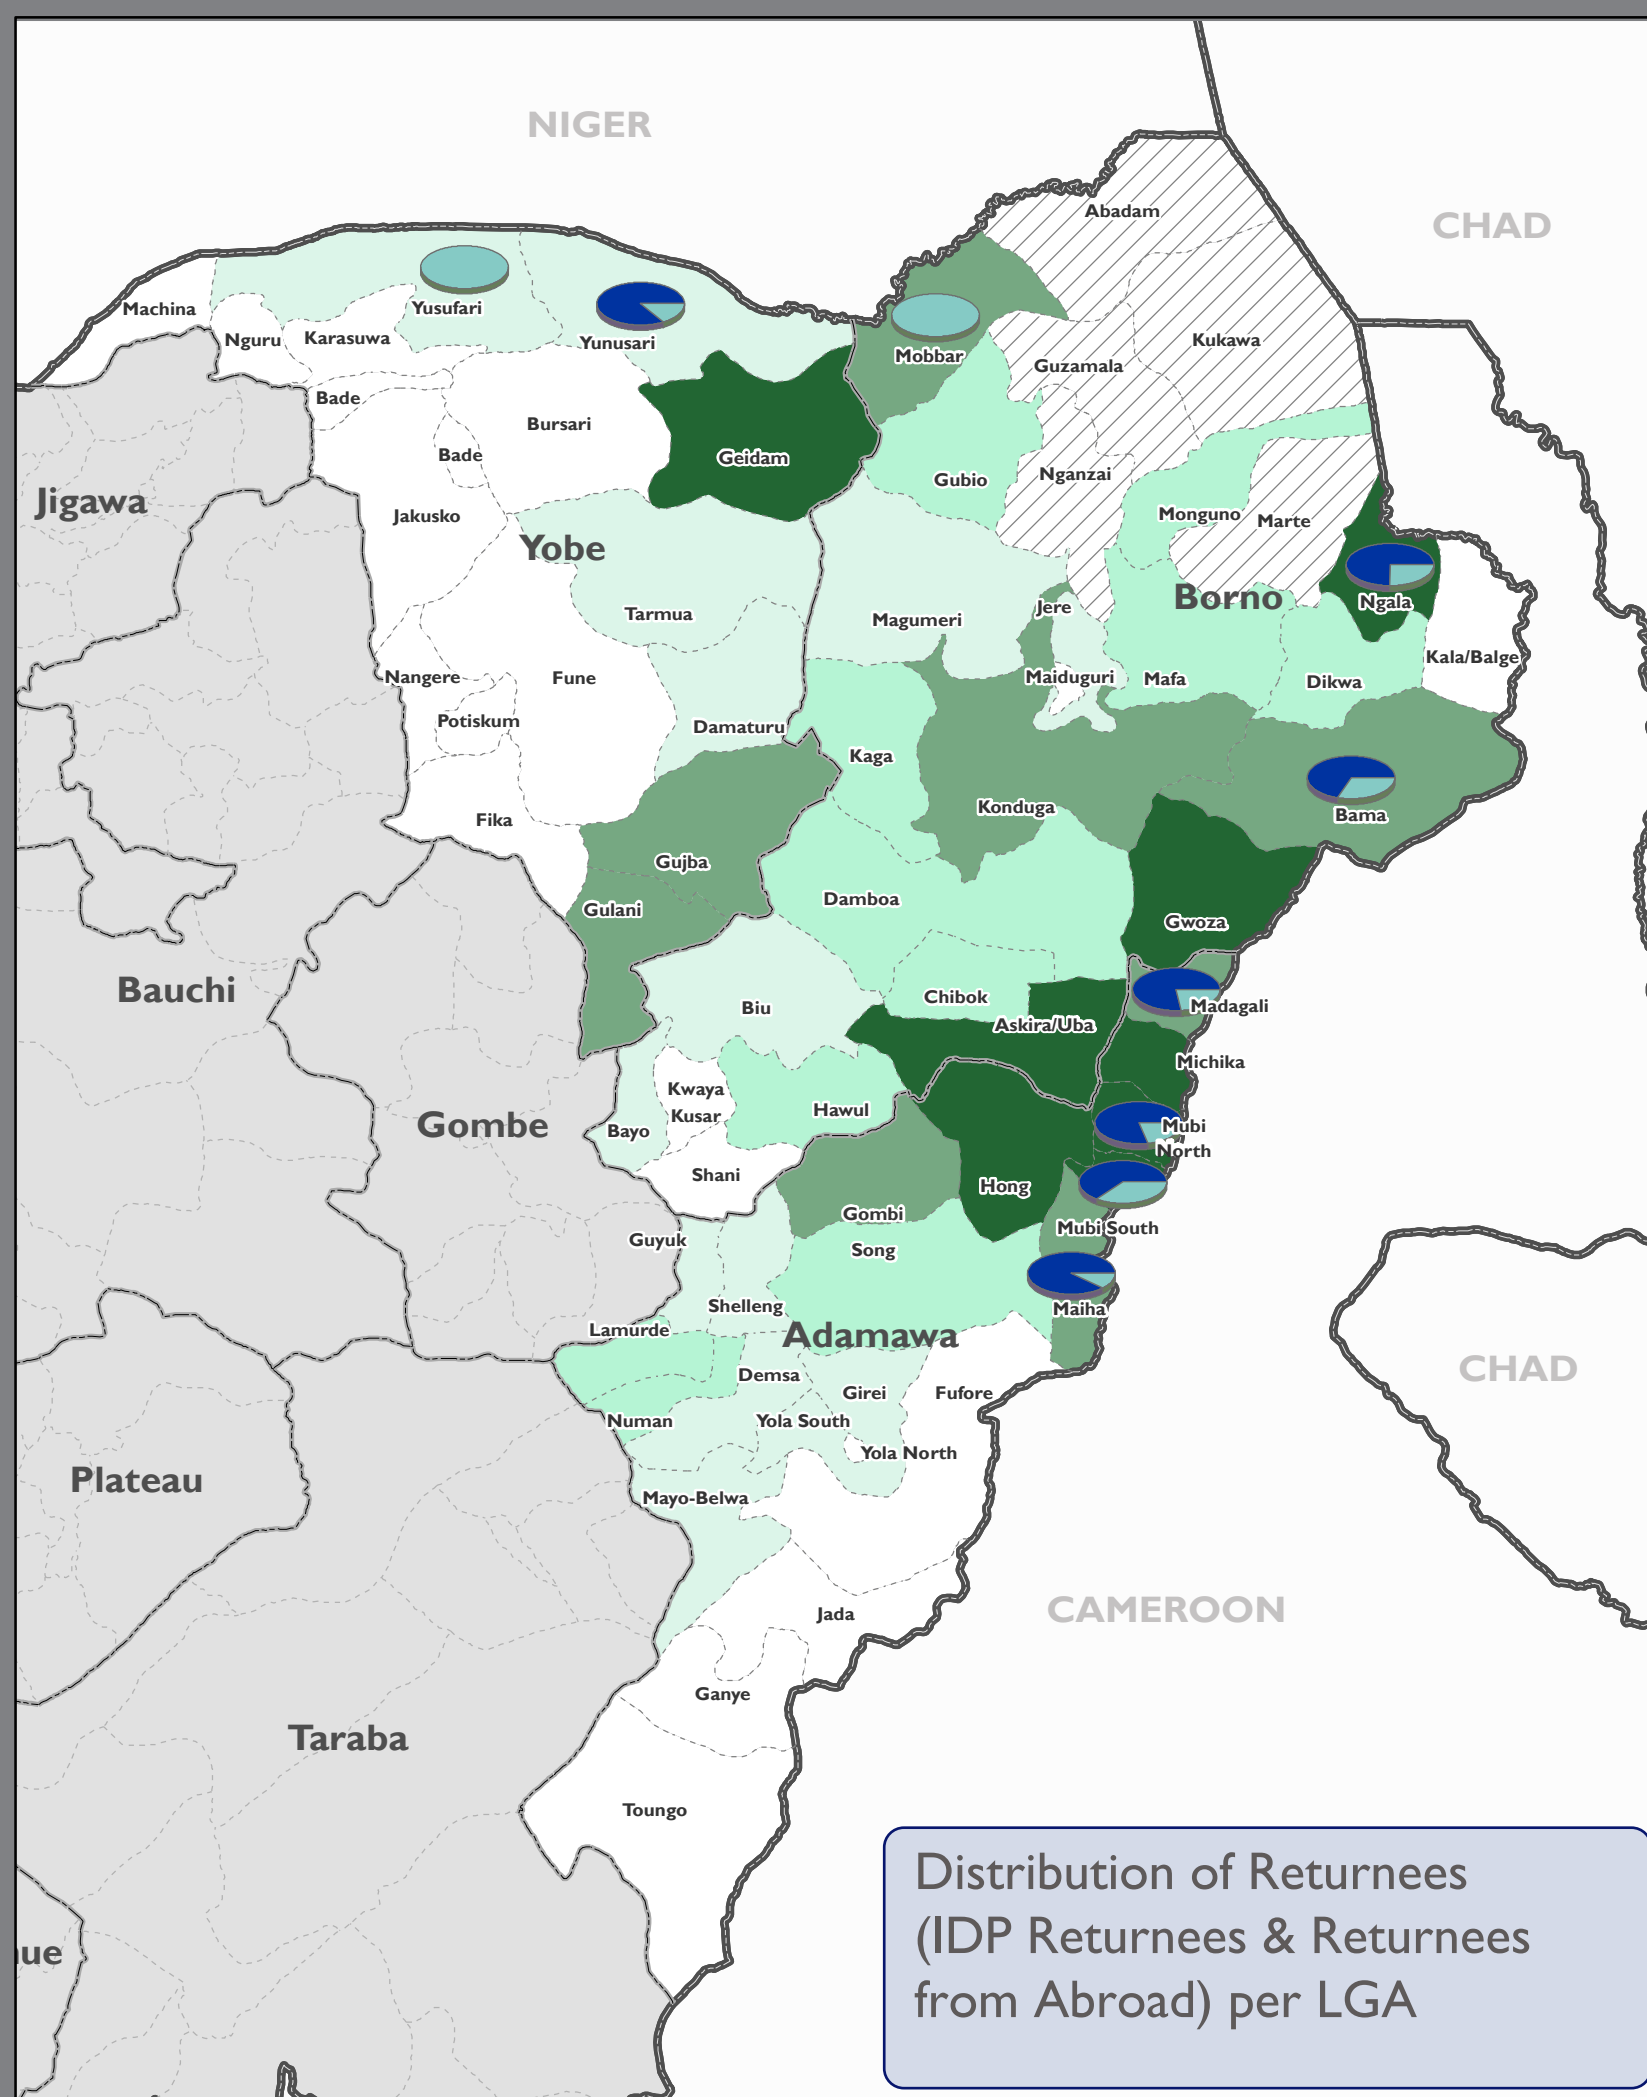 NIGER
Abadam
CHAD
Machina
Yusufari
Nguru
Karasuwa
Yunusari
Mobbar
Kukawa
Guzamala
Bade
Bursari
Bade
Geidam
Gubio
Nganzai
Jigawa
Jakusko
Monguno
Marte
Yobe
Borno
Ngala
Tarmua
Magumeri
Jere
Kala/Balge
Nangere
Fune
Maiduguri
Mafa
Dikwa
Potiskum
Damaturu
Kaga
Konduga
Bama
Fika
Gujba
Damboa
Gulani
Gwoza
Bauchi
Biu
Chibok
Madagali
Askira/Uba
Michika
Kwaya
Kusar
Hawul
Gombe
Bayo
Mubi
North
Shani
Hong
Gombi
Mubi South
Guyuk
Song
Shelleng
Maiha
Lamurde
Adamawa
Demsa
Girei
Fufore
CHAD
Numan
Yola South
Yola North
Plateau
Mayo-Belwa
Jada
CAMEROON
Ganye
Taraba
Toungo
Distribution of Returnees
(IDP Returnees & Returnees
from Abroad) per LGA